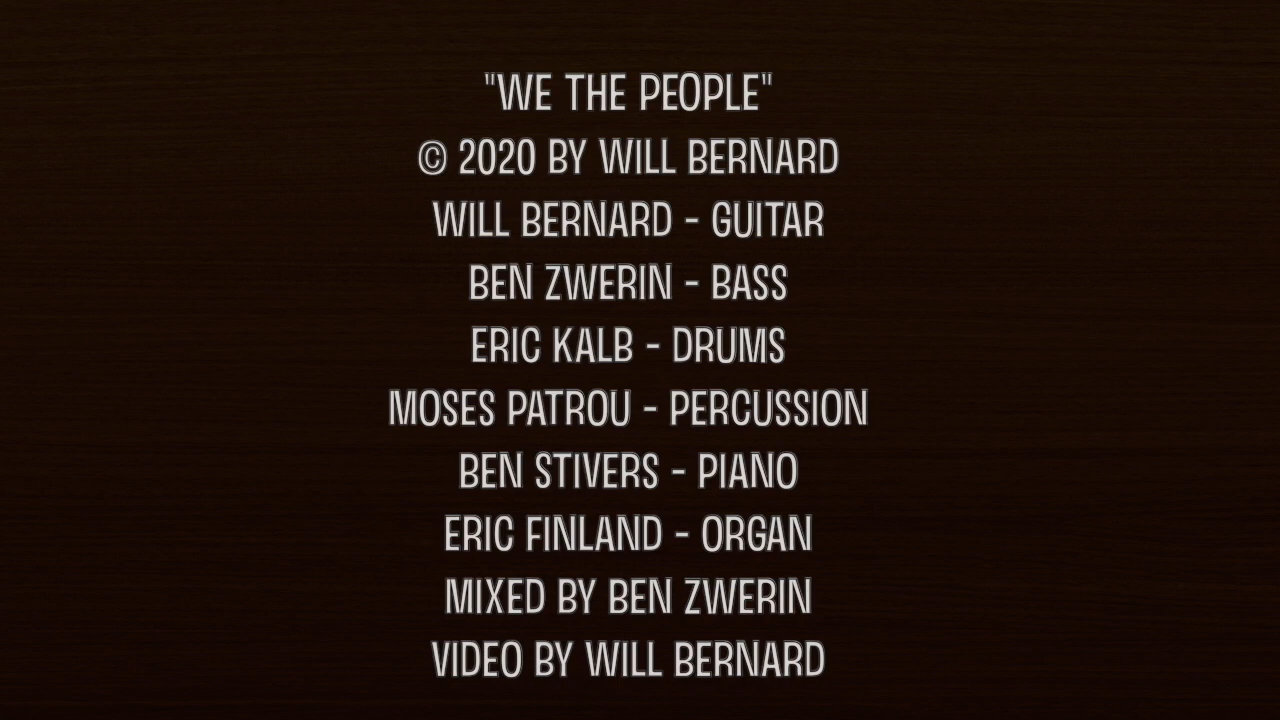 "WE THE PEOPLE"
© 2020 BY WILL BERNARD
WILL BERNARD - GUITAR
BEN ZWERIN - BASS
ERIC KALB - DRUMS
MOSES PATROU - PERCUSSION
BEN STIVERS - PIANO
ERIC FINLAND - ORGAN
MIXED BY BEN ZWERIN
VIDEO BY WILL BERNARD